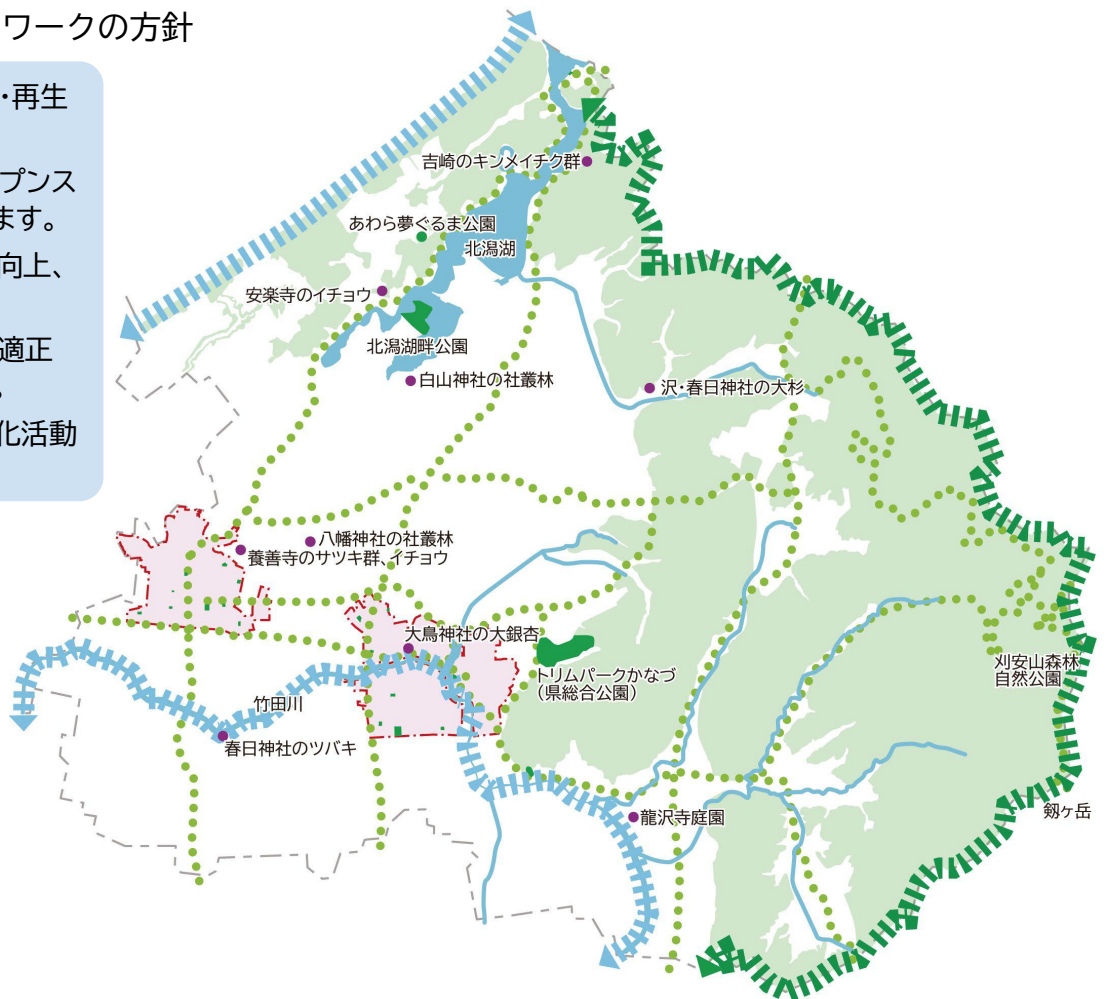 ワークの方針
・再生
プンス
ます。
向上、
適正
。
化活動
吉崎のキンメイチク群
あわら夢ぐるま公園
北潟湖
安楽寺のイチョウ
北潟湖畔公園
白山神社の社叢林
沢・春日神社の大杉
八幡神社の社叢林
養善寺のサツキ群、イチョウ
大鳥神社の大銀杏
トリムパークかなづ
（県総合公園）
刈安山森林
自然公園
竹田川
春日神社のツバキ
龍沢寺庭園
剱ヶ岳